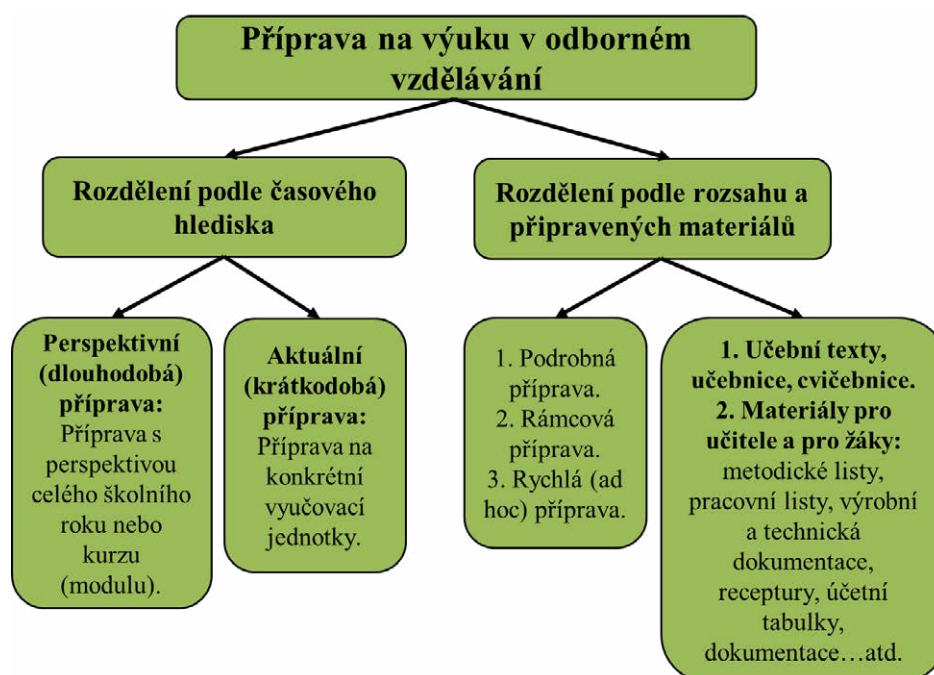 Příprava na výuku v odborném
vzdělávání
Rozdělení podle časového
hlediska
Rozdělení podle rozsahu a
připravených materiálů
Perspektivní
(dlouhodobá)
příprava:
Příprava s
perspektivou
celého školního
roku nebo
kurzu
(modulu).
Aktuální
(krátkodobá)
příprava:
Příprava na
konkrétní
vyučovací
jednotky.
1. Podrobná
příprava.
2. Rámcová
příprava.
3. Rychlá (ad
hoc) příprava.
1. Učební texty,
učebnice, cvičebnice.
2. Materiály pro
učitele a pro žáky:
metodické listy,
pracovní listy, výrobní
a technická
dokumentace,
receptury, účetní
tabulky,
dokumentace…atd.